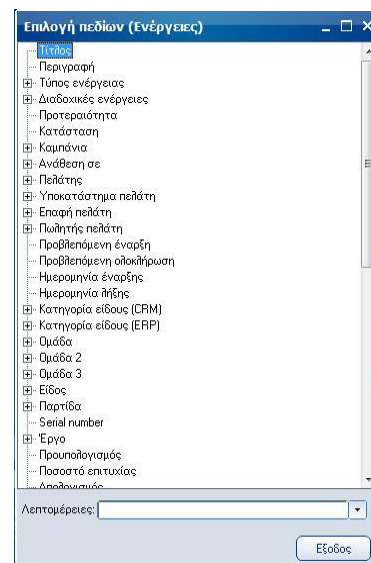 Επιλογή πεδίων (Ενέργειες)
Τίτλος
Περιγραφή
Τύπος ενέργειας
Διαδοχικές ενέργειες
Προτεραιότητα
Κατάσταση
Καμπάνια
Ανάθεση σε
Πελάτης
Υποκατάστημα πελάτη
Επαφή πελάτη
Πωλητής πελάτη
Προβλεπόμενη έναρξη
Προβλεπόμενη ολοκλήρωση
Ημερομηνία έναρξης
Ημερομηνία λήξης
Κατηγορία είδους (CRM)
Κατηγορία είδους (ERP)
Ομάδα
Ομάδα 2
Ομάδα 3
Είδος
Παρτίδα
Serial number
Έργο
Προυπολογισμός
Ποσοστό επιτυχίας
Απολογισμός
Λεπτομέρειες:
Εξοδος